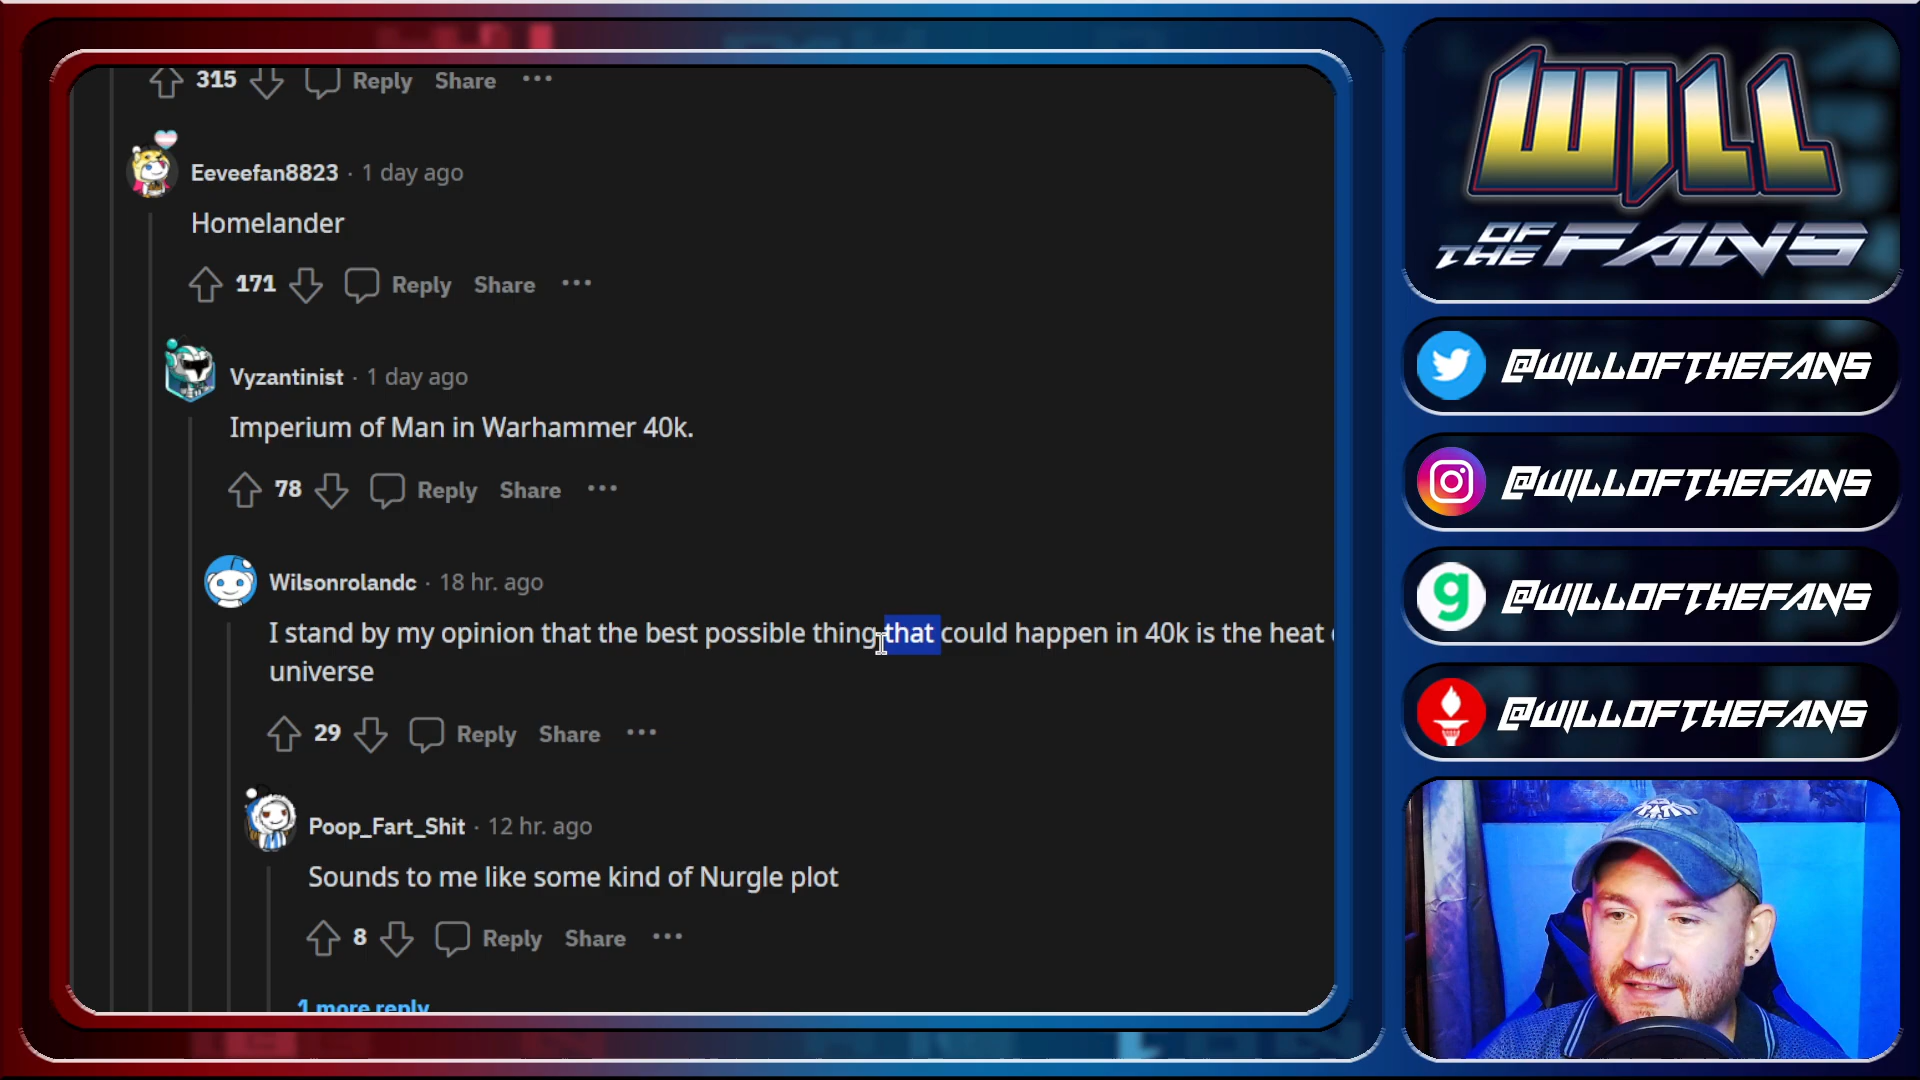 315 Reply Share ...
Eeveefan8823 · 1 day ago
Homelander
171 Reply Share ...
Vyzantinist · 1 day ago
Imperium of Man in Warhammer 40k.
78 Reply Share ...
Wilsonrolandc · 18 hr. ago
I stand by my opinion that the best possible thing that could happen in 40k is the heat
universe
29 Reply Share ...
Poop_Fart_Shit · 12 hr. ago
Sounds to me like some kind of Nurgle plot
8 Reply Share ...
1 more reply
WILL
OF
THE FANS
@WILLOFTHEFANS
@WILLOFTHEFANS
g @WILLOFTHEFANS
@WILLOFTHEFANS